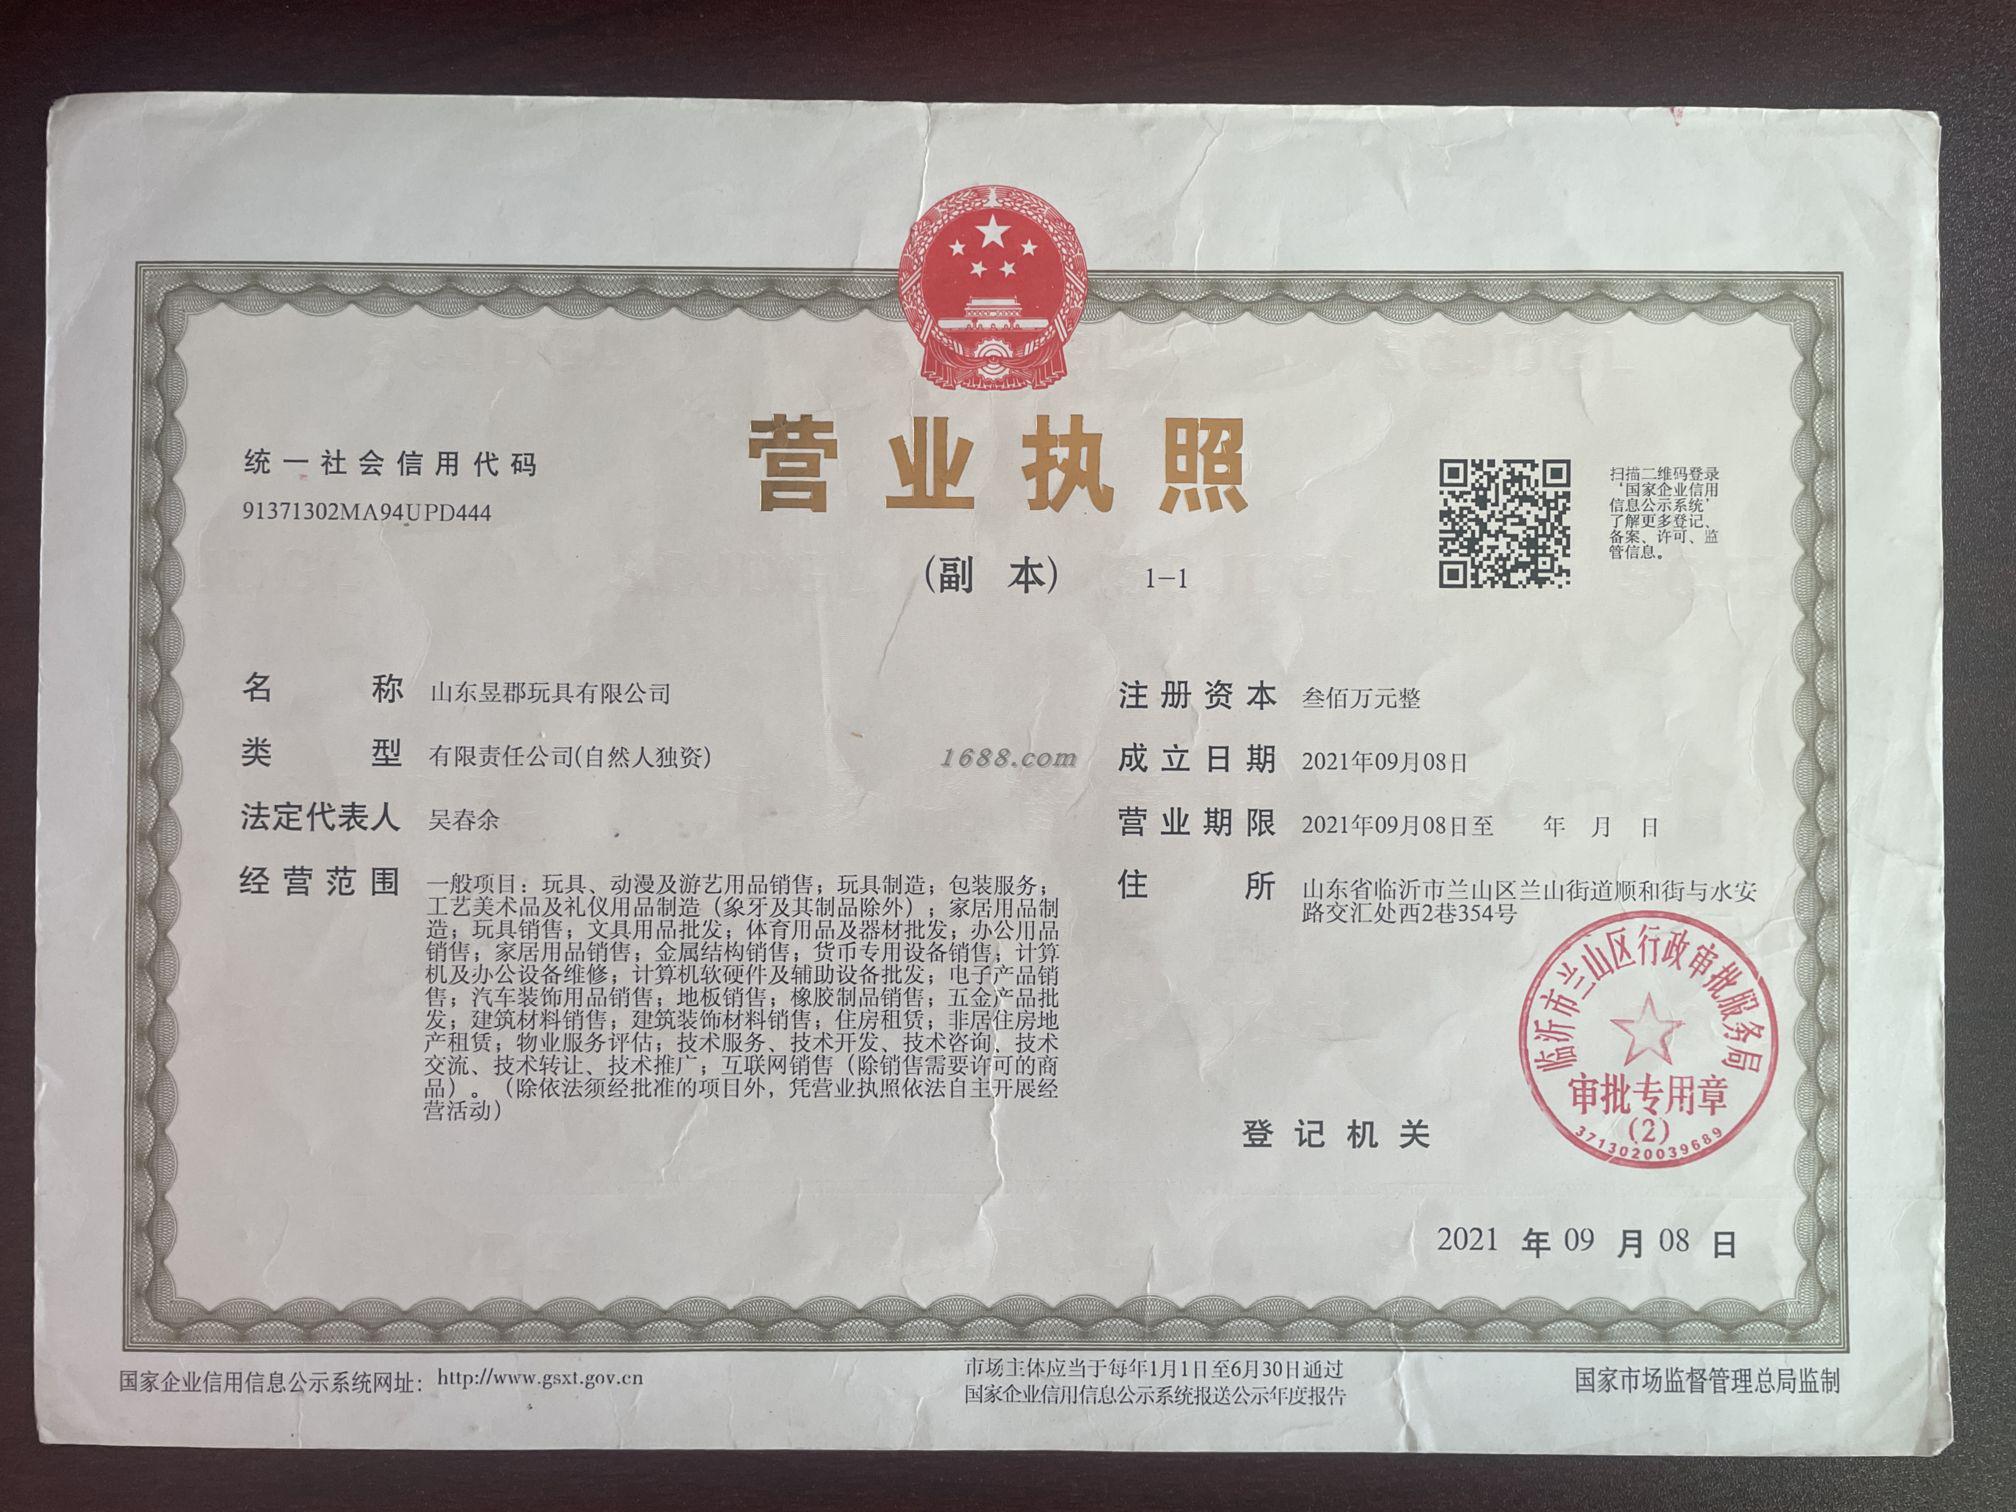 营业执照
(副 本) 1-1
统一社会信用代码
91371302MA94UPD444
扫描二维码登录
'国家企业信用
信息公示系统'
了解更多登记、
备案、许可、监
管信息。
名 称 山东昱郡玩具有限公司
类 型 有限责任公司(自然人独资)
法定代表人 吴春余
经营范围 一般项目：玩具、动漫及游艺用品销售；玩具制造；包装服务；
工艺美术品及礼仪用品制造（象牙及其制品除外）；家居用品制
造；玩具销售；文具用品批发；体育用品及器材批发；办公用品
销售；家居用品销售；金属结构销售；货币专用设备销售；计算
机及办公设备维修；计算机软硬件及辅助设备批发；电子产品销
售；汽车装饰用品销售；地板销售；橡胶制品销售；五金产品批
发；建筑材料销售；建筑装饰材料销售；住房租赁；非居住房地
产租赁；物业服务评估；技术服务、技术开发、技术咨询、技术
交流、技术转让、技术推广；互联网销售（除销售需要许可的商
品）。（除依法须经批准的项目外，凭营业执照依法自主开展经
营活动）
1688.com
注册资本 叁佰万元整
成立日期 2021年09月08日
营业期限 2021年09月08日至 年 月 日
住 所 山东省临沂市兰山区兰山街道顺和街与水安
路交汇处西2巷354号
临沂市兰山区行政审批服务局
审批专用章
(2)
3713020039689
登记机关
2021 年 09 月 08 日
国家企业信用信息公示系统网址： http://www.gsxt.gov.cn
市场主体应当于每年1月1日至6月30日通过
国家企业信用信息公示系统报送公示年度报告
国家市场监督管理总局监制